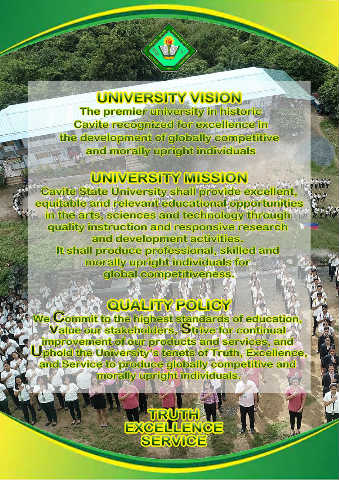 UNIVERSITY VISION
The premier university in historic
Cavite recognized for excellence in
the development of globally competitive
and morally upright individuals
UNIVERSITY MISSION
Cavite State University shall provide excellent,
equitable and relevant educational opportunities
in the arts, sciences and technology through
quality instruction and responsive research
and development activities.
It shall produce professional, skilled and
morally upright individuals for
global competitiveness.
QUALITY POLICY
We Commit to the highest standards of education,
Value our stakeholders, Strive for continual
improvement of our products and services, and
Uphold the University's tenets of Truth, Excellence,
and Service to produce globally competitive and
morally upright individuals.
TRUTH
EXCELLENCE
SERVICE